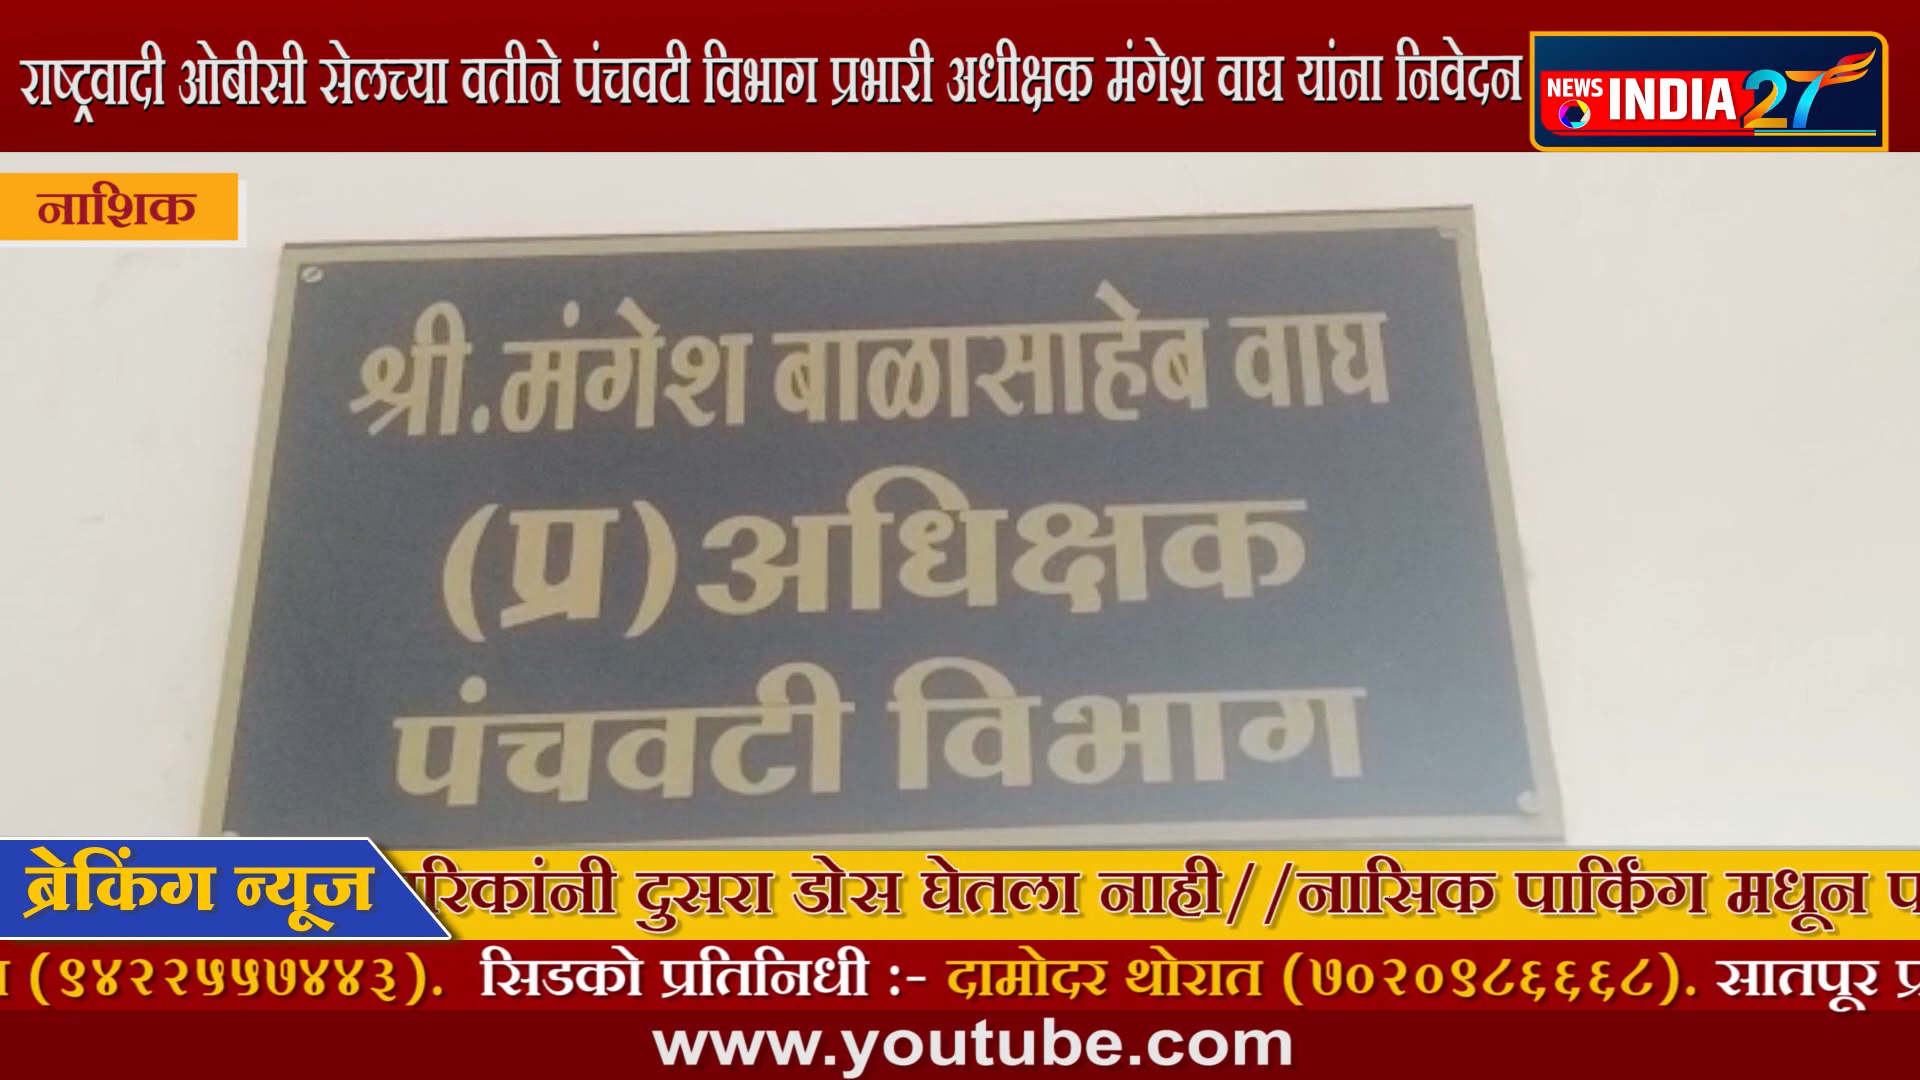 राष्ट्रवादी ओबीसी सेलच्या वतीने पंचवटी विभाग प्रभारी अधीक्षक मंगेश वाघ यांना निवेदन
NEWS INDIA 27
नाशिक
श्री.मंगेश बाळासाहेब वाघ
(प्र)अधिक्षक
पंचवटी विभाग
ब्रेकिंग न्यूज
रिकांनी दुसरा डोस घेतला नाही//नासिक पार्किंग मधून
(९४२२५५७४४३). सिडको प्रतिनिधी :- दामोदर थोरात (७०२०९८६६६८). सातपूर
www.youtube.com